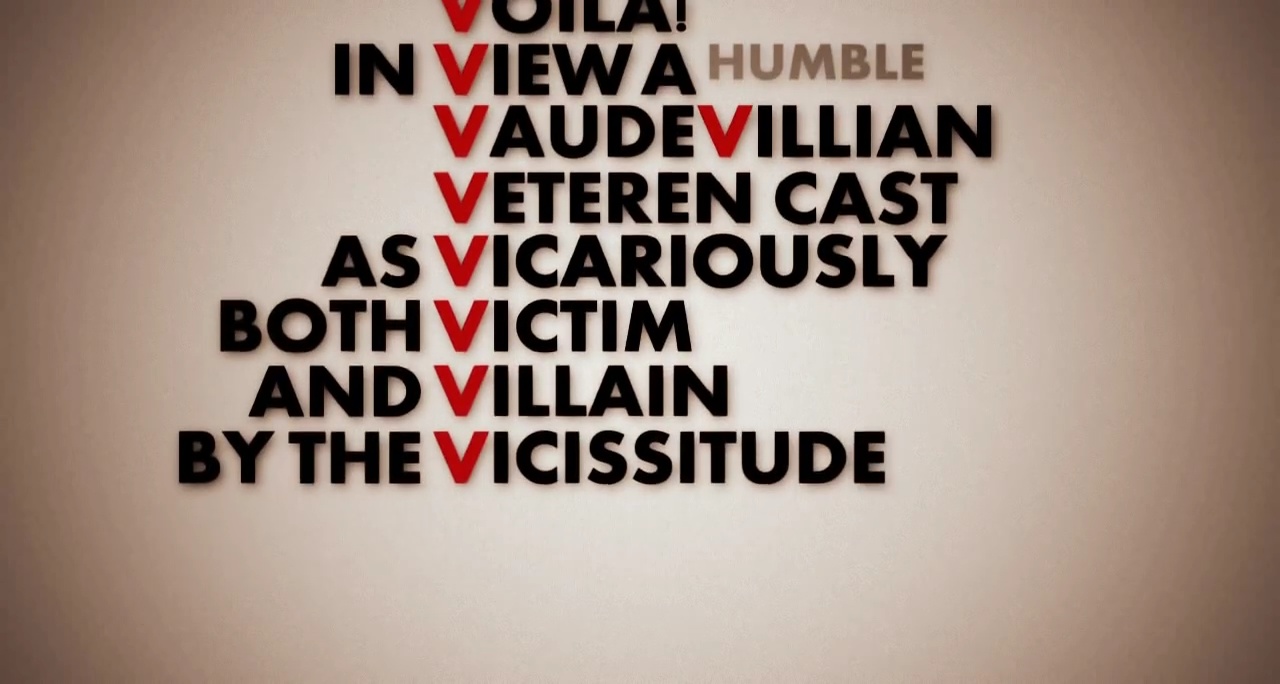 VOILA!
IN VIEW A HUMBLE
VAUDEVILLIAN
VETEREN CAST
AS VICARIOUSLY
BOTH VICTIM
AND VILLAIN
BY THE VICISSITUDE